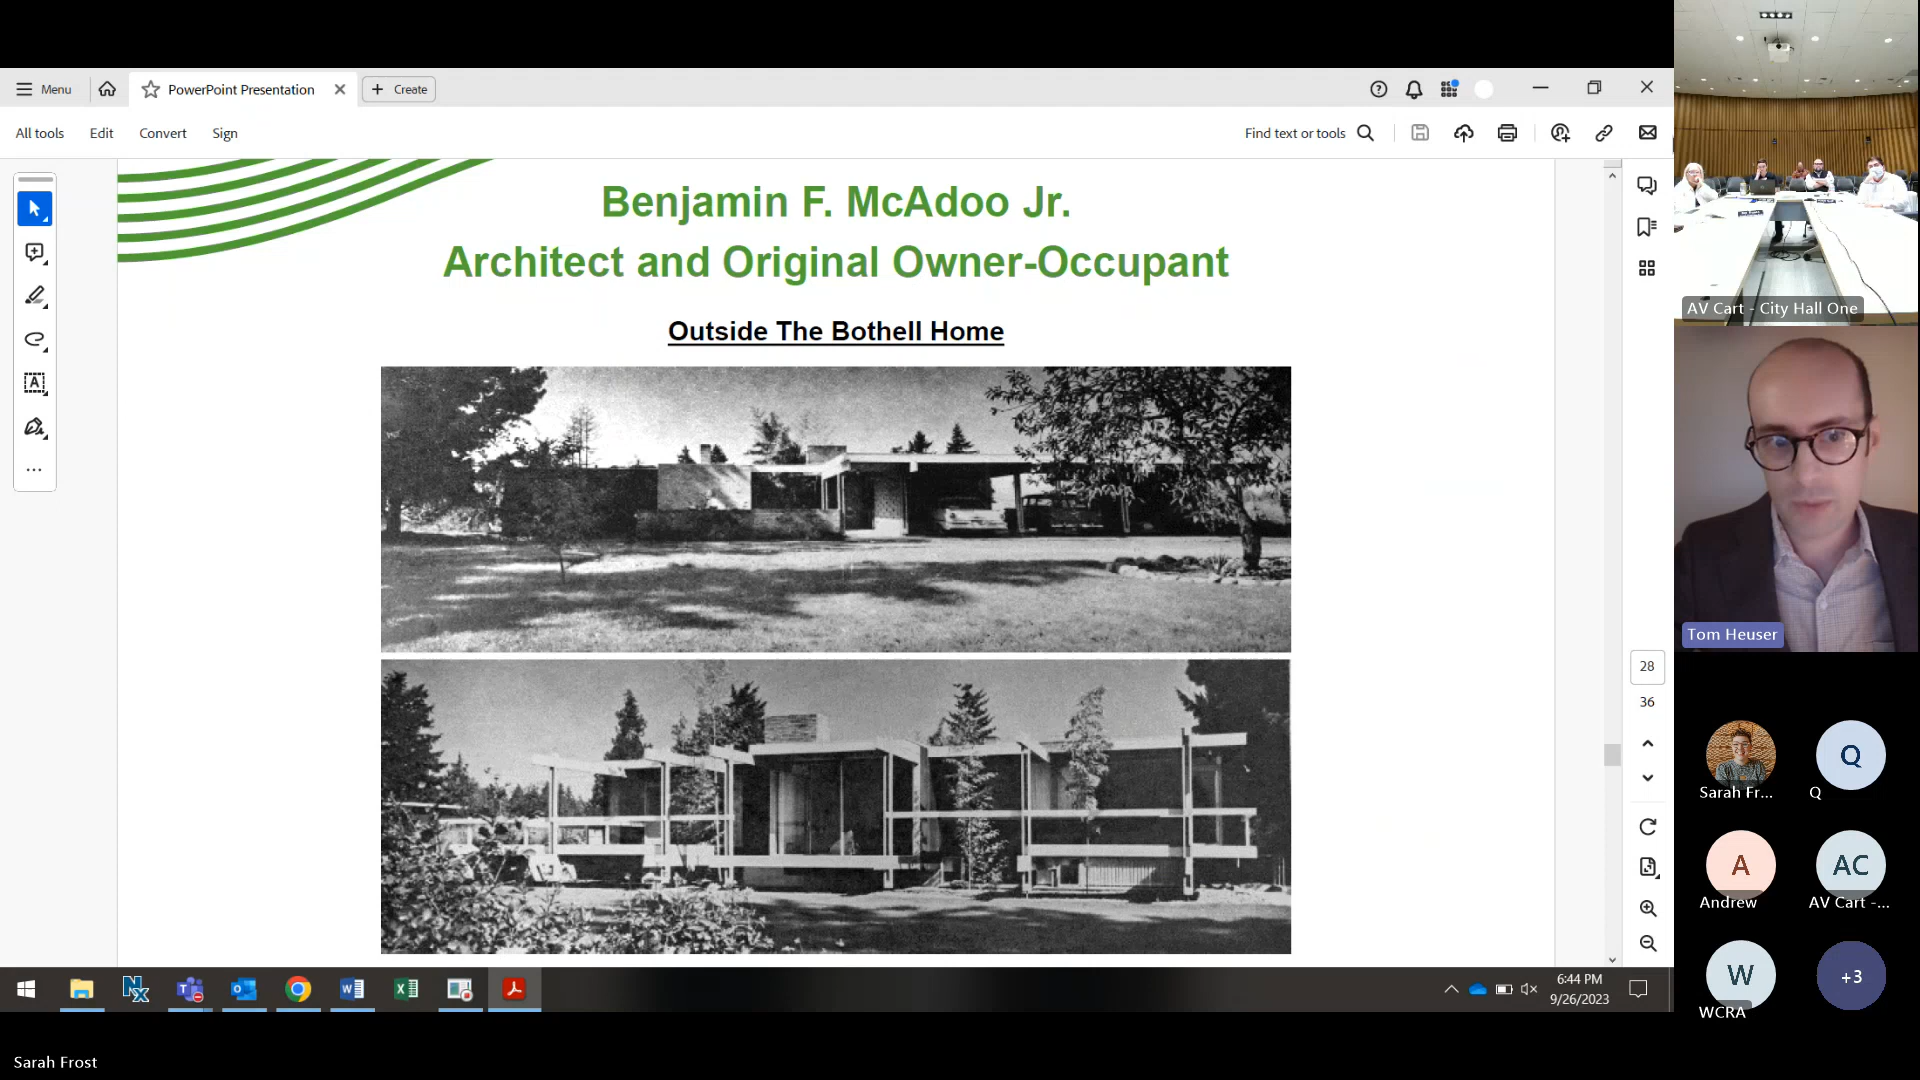 Menu
PowerPoint Presentation
Create
All tools
Edit
Convert
Sign
Find text or tools
Benjamin F. McAdoo Jr.
Architect and Original Owner-Occupant
Outside The Bothell Home
28
36
6:44 PM
9/26/2023
Sarah Frost
AV Cart - City Hall One
Tom Heuser
Sarah Fr...
Q
Q
A
Andrew
AC
AV Cart -...
W
WCRA
+3